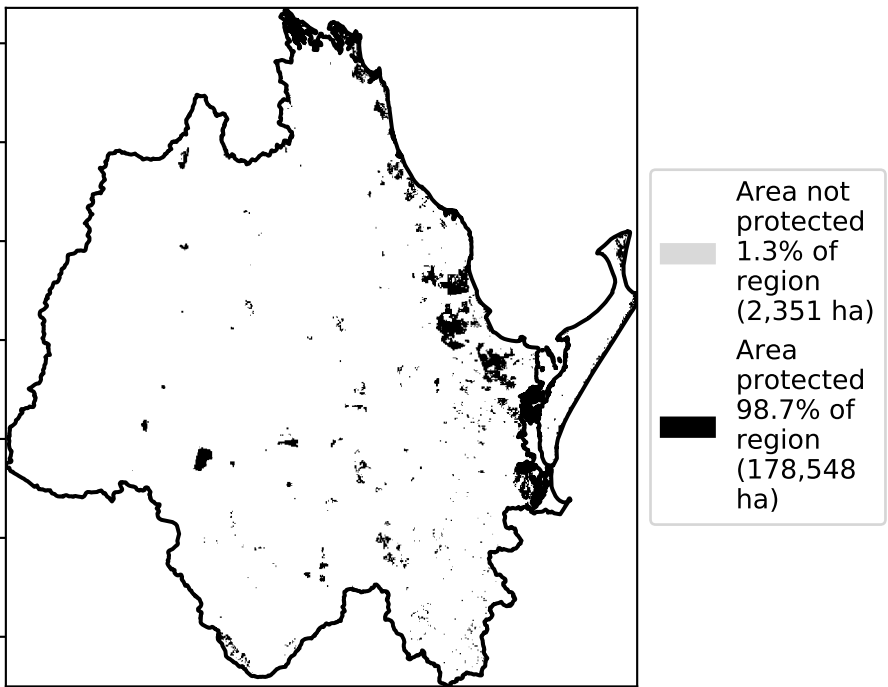 Area not
protected
1.3% of
region
(2,351 ha)
Area
protected
98.7% of
region
(178,548
ha)